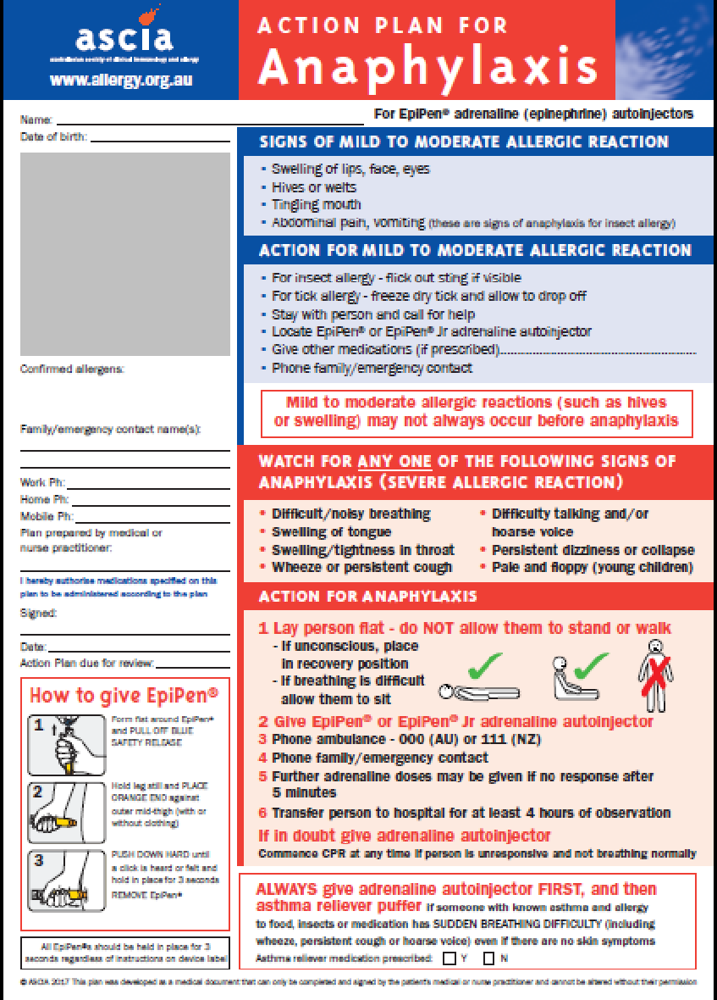 ascia
australasian society of clinical immunology and allergy
www.allergy.org.au
ACTION PLAN FOR
Anaphylaxis
For EpiPen® adrenaline (epinephrine) autoinjectors
Name:
Date of birth:
Confirmed allergens:
Family/emergency contact name(s):
Work Ph:
Home Ph:
Mobile Ph:
Plan prepared by medical or
nurse practitioner:
I hereby authorise medications specified on this
plan to be administered according to the plan
Signed:
Date:
Action Plan due for review:
How to give EpiPen®
1
Form fist around EpiPen®
and PULL OFF BLUE
SAFETY RELEASE
2
Hold leg still and PLACE
ORANGE END against
outer mid-thigh (with or
without clothing)
3
PUSH DOWN HARD until
a click is heard or felt and
hold in place for 3 seconds
REMOVE EpiPen®
All EpiPen®s should be held in place for 3
seconds regardless of instructions on device label
SIGNS OF MILD TO MODERATE ALLERGIC REACTION
• Swelling of lips, face, eyes
• Hives or welts
• Tingling mouth
• Abdominal pain, vomiting (these are signs of anaphylaxis for insect allergy)
ACTION FOR MILD TO MODERATE ALLERGIC REACTION
• For insect allergy - flick out sting if visible
• For tick allergy - freeze dry tick and allow to drop off
• Stay with person and call for help
• Locate EpiPen® or EpiPen® Jr adrenaline autoinjector
• Give other medications (if prescribed)..........................................................
• Phone family/emergency contact
Mild to moderate allergic reactions (such as hives
or swelling) may not always occur before anaphylaxis
WATCH FOR ANY ONE OF THE FOLLOWING SIGNS OF
ANAPHYLAXIS (SEVERE ALLERGIC REACTION)
• Difficult/noisy breathing
• Swelling of tongue
• Swelling/tightness in throat
• Wheeze or persistent cough
• Difficulty talking and/or
hoarse voice
• Persistent dizziness or collapse
• Pale and floppy (young children)
ACTION FOR ANAPHYLAXIS
1 Lay person flat - do NOT allow them to stand or walk
- If unconscious, place
in recovery position
- If breathing is difficult
allow them to sit
2 Give EpiPen® or EpiPen® Jr adrenaline autoinjector
3 Phone ambulance - 000 (AU) or 111 (NZ)
4 Phone family/emergency contact
5 Further adrenaline doses may be given if no response after
5 minutes
6 Transfer person to hospital for at least 4 hours of observation
If in doubt give adrenaline autoinjector
Commence CPR at any time if person is unresponsive and not breathing normally
ALWAYS give adrenaline autoinjector FIRST, and then
asthma reliever puffer if someone with known asthma and allergy
to food, insects or medication has SUDDEN BREATHING DIFFICULTY (including
wheeze, persistent cough or hoarse voice) even if there are no skin symptoms
Asthma reliever medication prescribed: Y N
© ASCIA 2017 This plan was developed as a medical document that can only be completed and signed by the patient's medical or nurse practitioner and cannot be altered without their permission